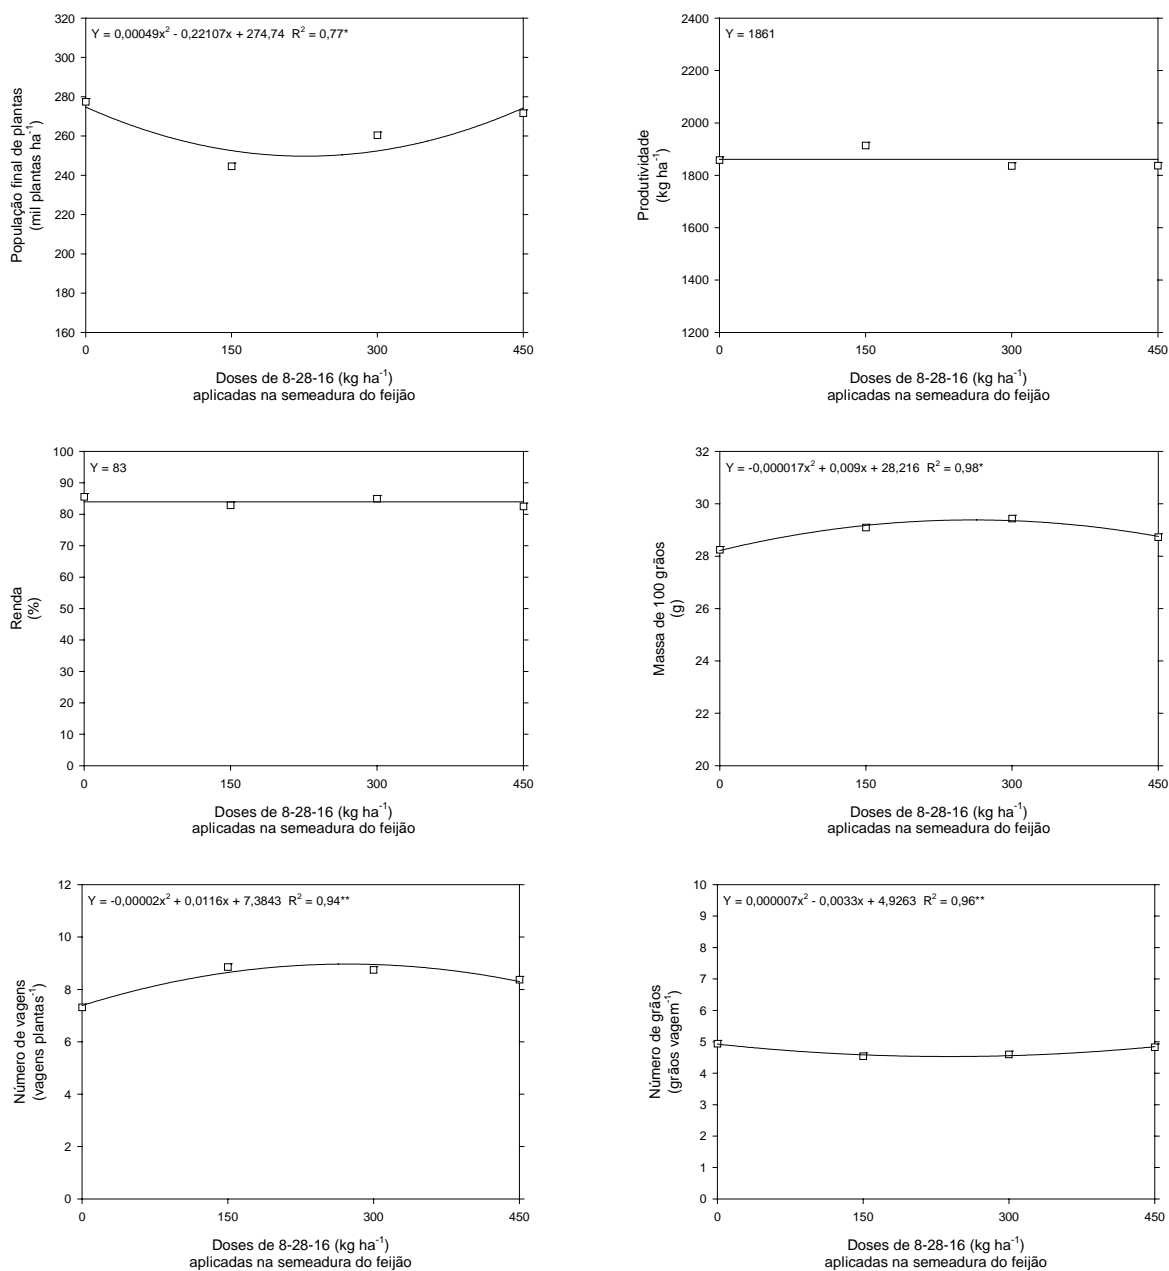 Y = 0,00049x² - 0,22107x + 274,74 R² = 0,77*
População final de plantas
(mil plantas ha⁻¹)
320
300
280
260
240
220
200
180
160
0 150 300 450
Doses de 8-28-16 (kg ha⁻¹)
aplicadas na semeadura do feijão
Y = 1861
Produtividade
(kg ha⁻¹)
2400
2200
2000
1800
1600
1400
1200
0 150 300 450
Doses de 8-28-16 (kg ha⁻¹)
aplicadas na semeadura do feijão
Y = 83
Renda
(%)
100
90
80
70
60
50
40
30
20
10
0
0 150 300 450
Doses de 8-28-16 (kg ha⁻¹)
aplicadas na semeadura do feijão
Y = -0,000017x² + 0,009x + 28,216 R² = 0,98*
Massa de 100 grãos
(g)
32
30
28
26
24
22
20
0 150 300 450
Doses de 8-28-16 (kg ha⁻¹)
aplicadas na semeadura do feijão
Y = -0,00002x² + 0,0116x + 7,3843 R² = 0,94**
Número de vagens
(vagens plantas⁻¹)
12
10
8
6
4
2
0
0 150 300 450
Doses de 8-28-16 (kg ha⁻¹)
aplicadas na semeadura do feijão
Y = 0,000007x² - 0,0033x + 4,9263 R² = 0,96**
Número de grãos
(grãos vagem⁻¹)
10
9
8
7
6
5
4
3
2
1
0
0 150 300 450
Doses de 8-28-16 (kg ha⁻¹)
aplicadas na semeadura do feijão